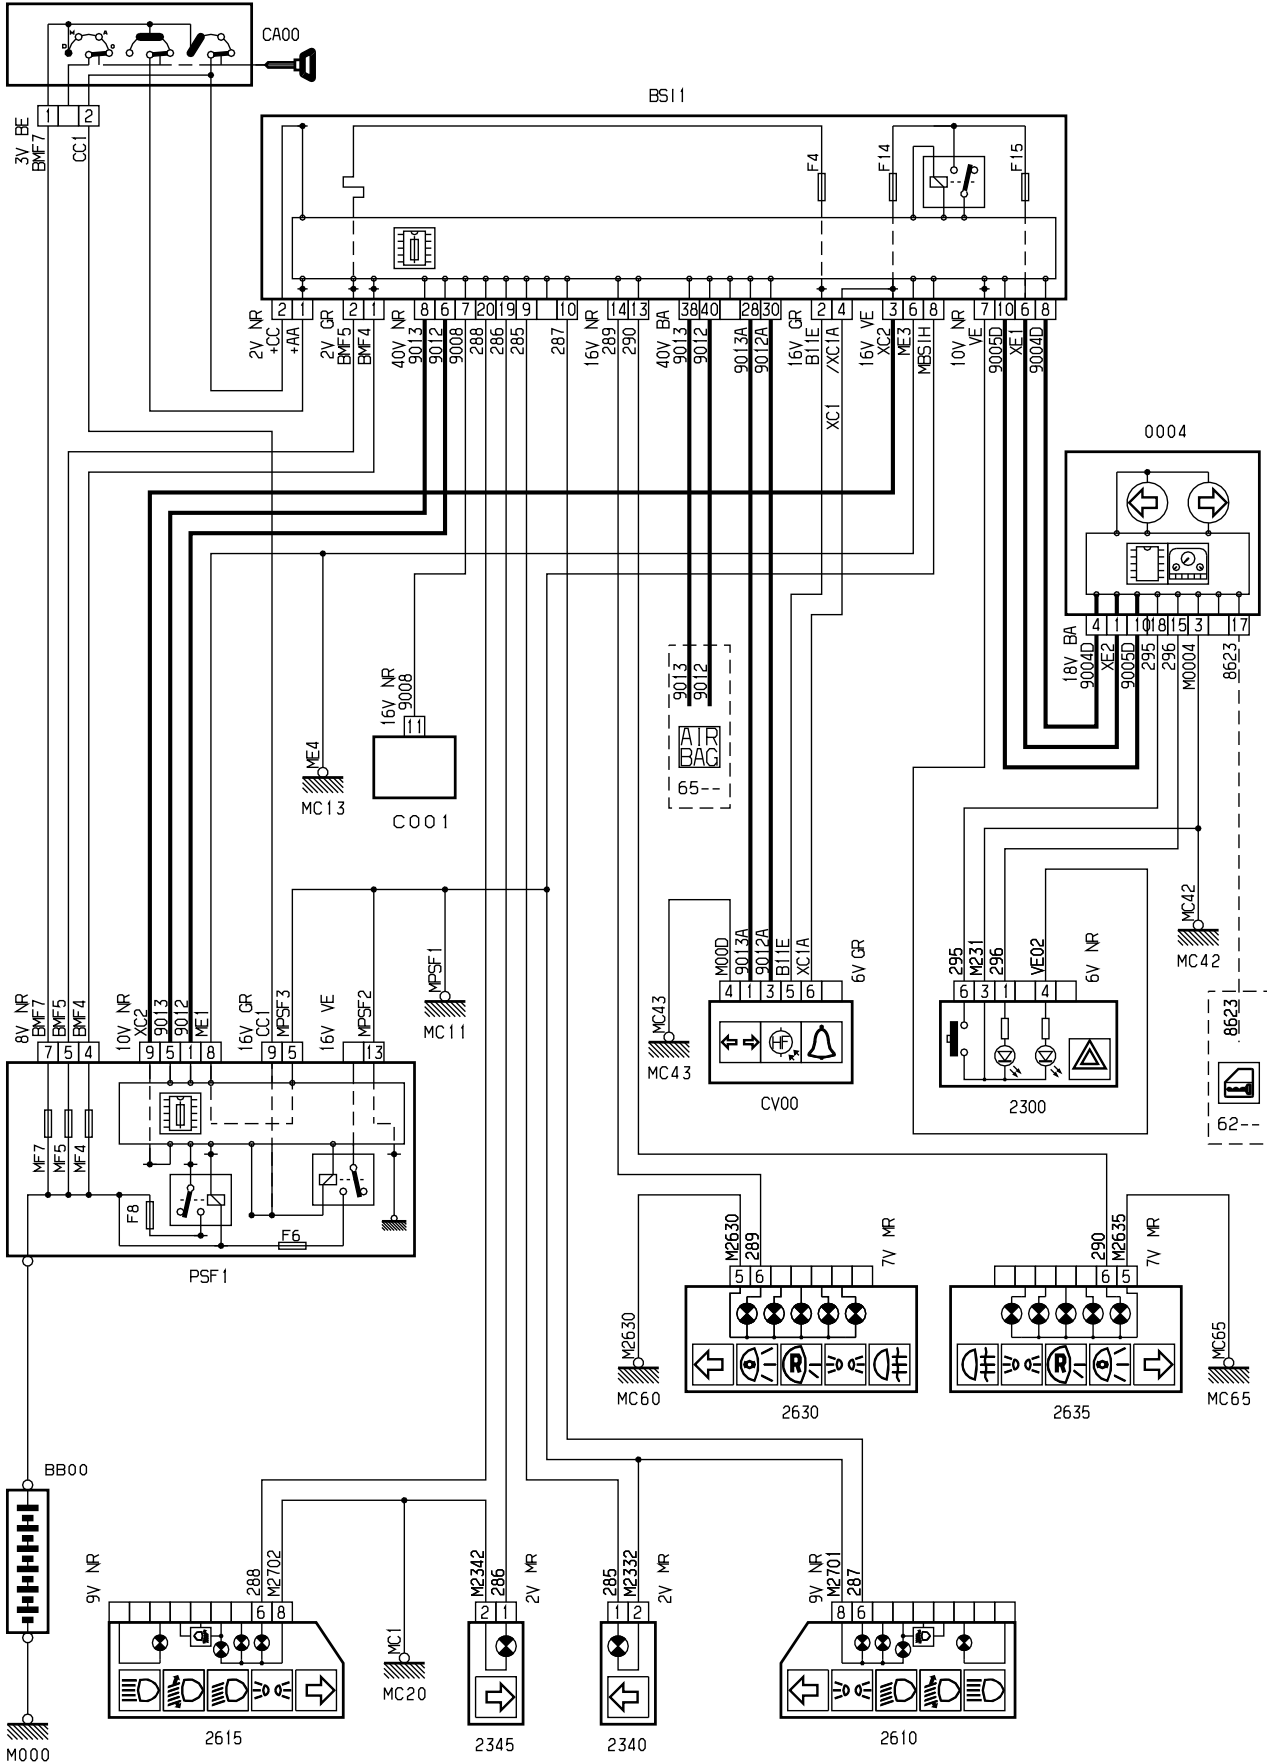 CA00
M A
D O
1 2
3V BE
BMF7
CC1
BSI1
F4
F14
F15
2 1 2 1 8 6 7 20 19 9 10 14 13 38 40 28 30 2 4 3 6 8 7 10 6 8
2V NR
+CC
+AA
2V GR
BMF5
BMF4
40V NR
9013
9012
9008
288
286
285
287
16V NR
289
290
40V BA
9013
9012
9013A
9012A
16V GR
B11E
/XC1A
XC1
16V VE
XC2
ME3
MBSIH
10V NR
VE
9005D
XE1
9004D
0004
4 1 10 18 15 3 17
18V BA
9004D
XE2
9005D
295
296
M0004
8623
9013
9012
AIR
BAG
65--
16V NR
9008
11
C001
ME4
MC13
MC42
MC42
8623
62--
MPSF1
MC11
MC43
MC43
M00D
9013A
9012A
B11E
XC1A
6V GR
4 1 3 5 6
HF
CV00
295
M231
296
VE02
6V NR
6 3 1 4
2300
8V NR
BMF7
BMF5
BMF4
10V NR
XC2
9013
9012
ME1
16V GR
CC1
MPSF3
16V VE
MPSF2
7 5 4 9 5 1 8 9 5 13
MF7
MF5
MF4
F8
F6
PSF1
M2630
289
7V MR
5 6
R
2630
M2630
MC60
290
M2635
7V MR
6 5
R
2635
MC65
MC65
BB00
M000
9V NR
288
M2702
6 8
2615
MC1
MC20
M2342
286
2V MR
2 1
2345
285
M2332
2V MR
1 2
2340
9V NR
M2701
287
8 6
2610